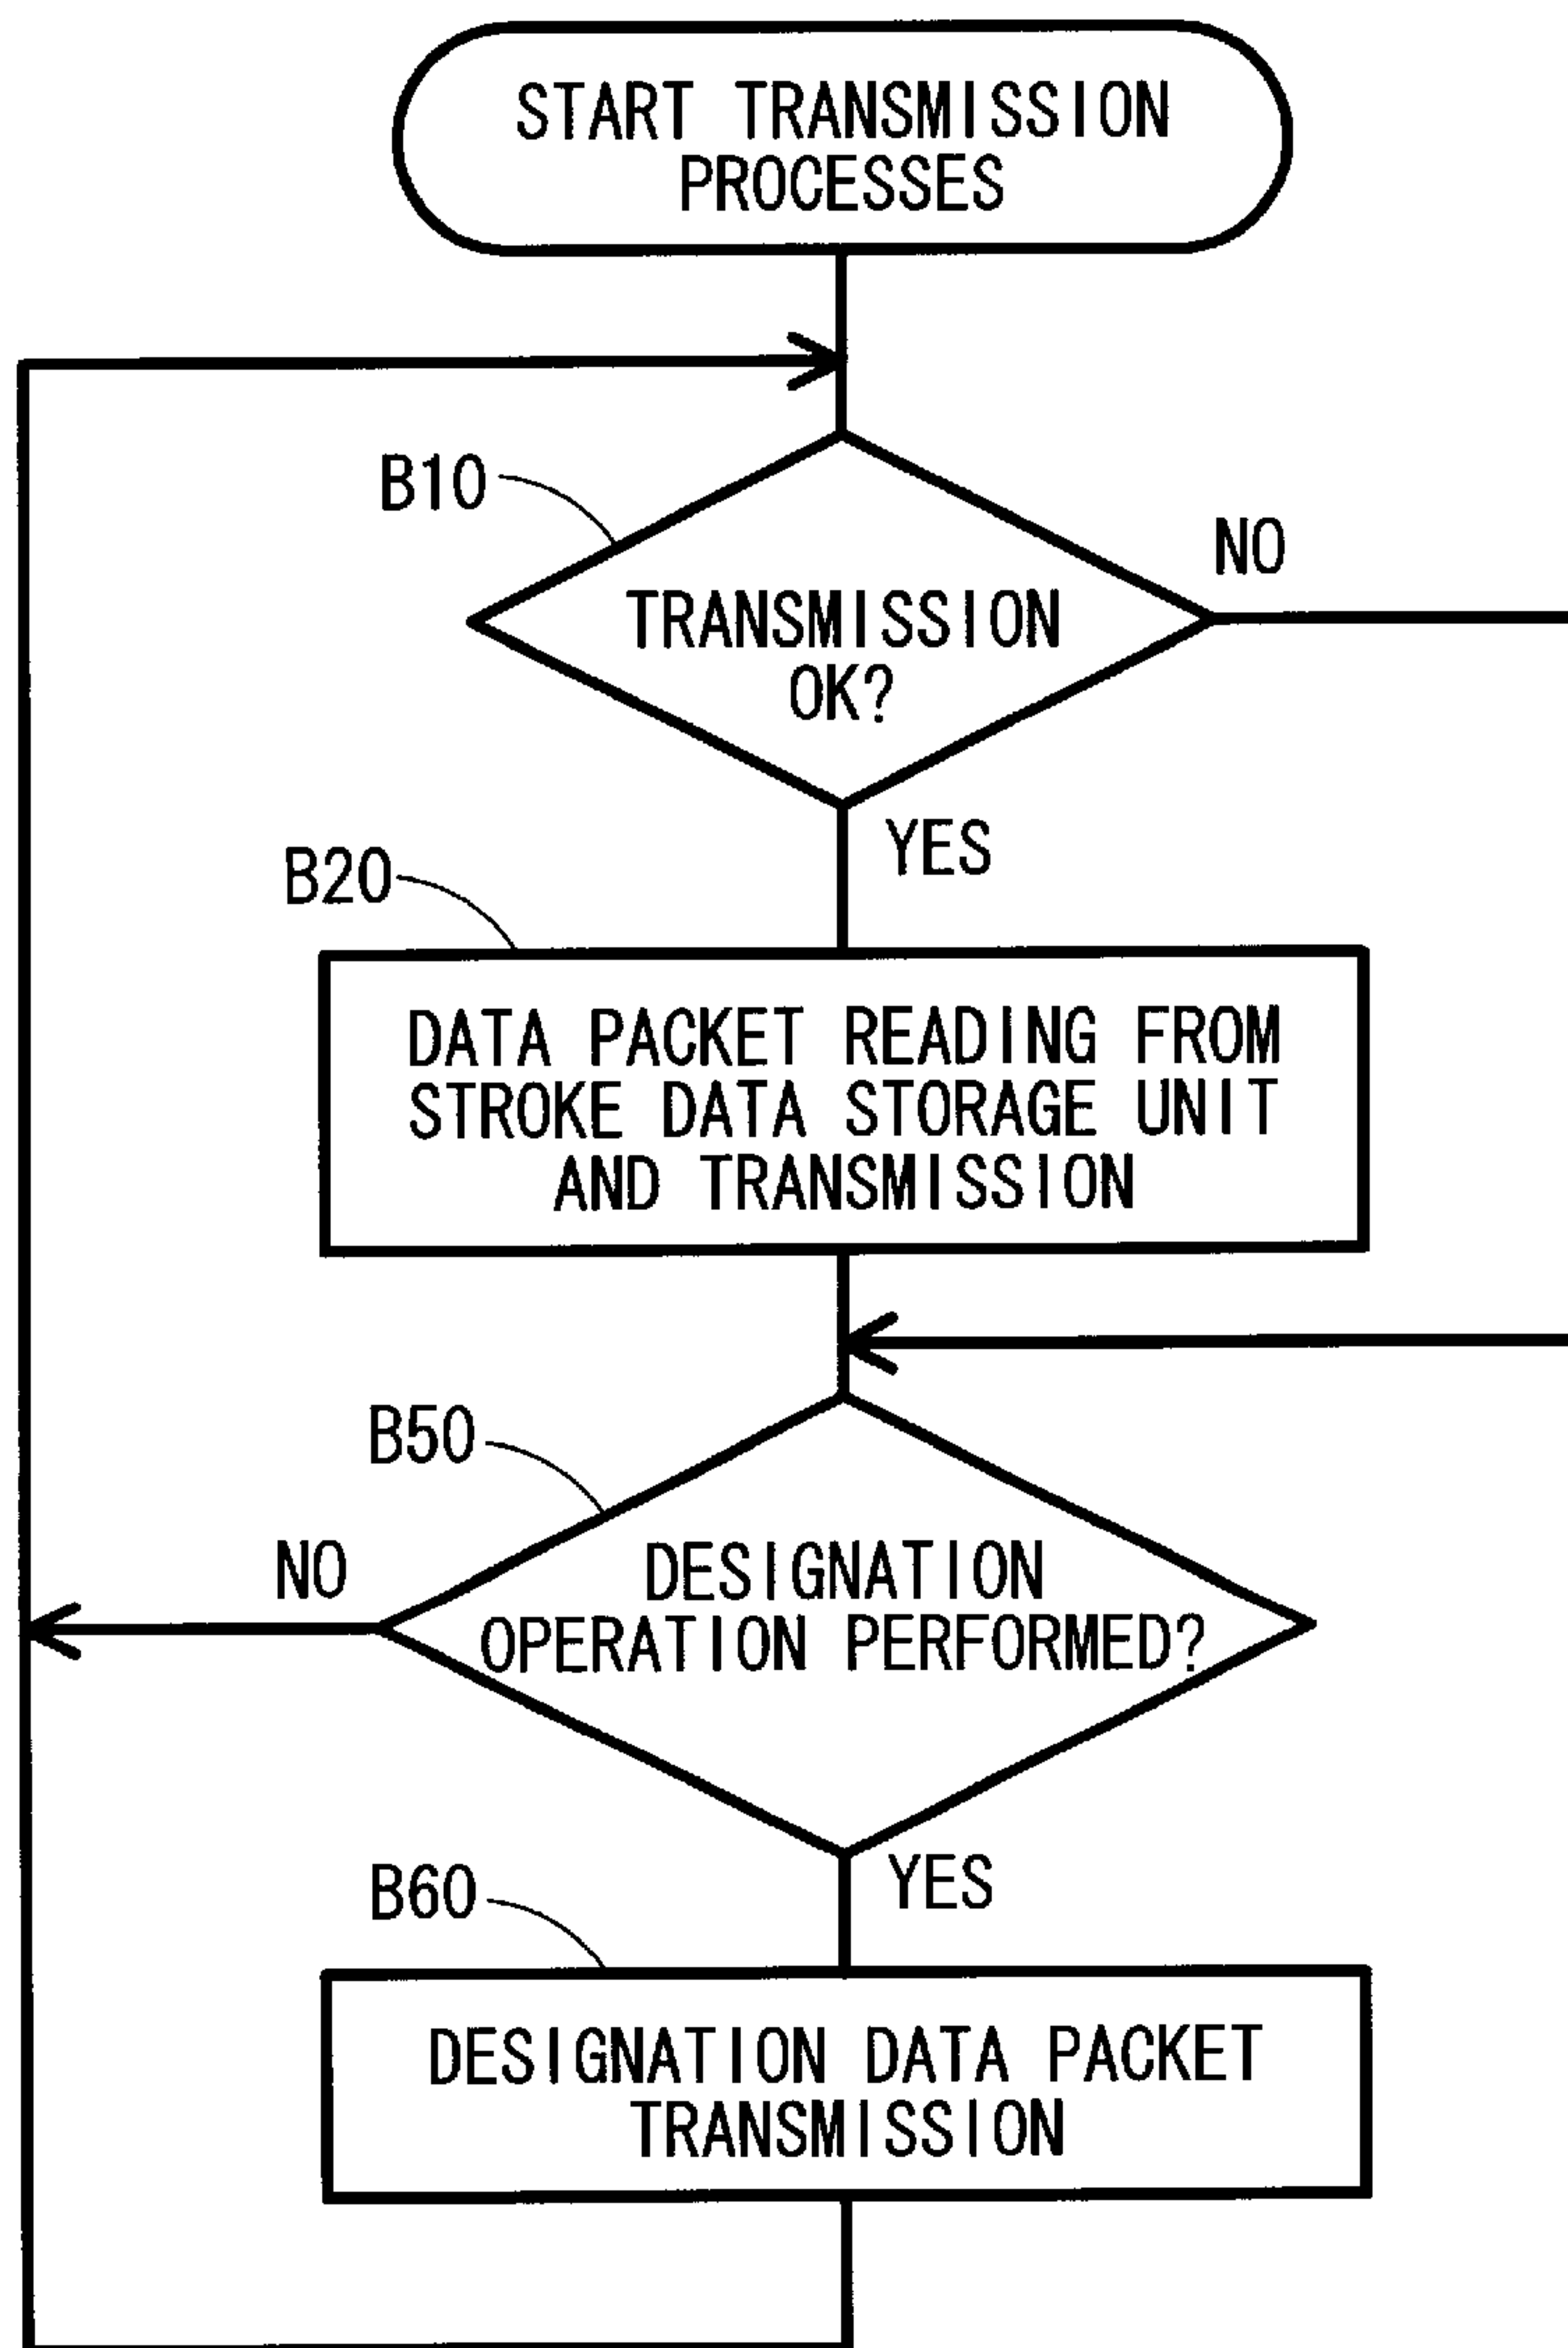 START TRANSMISSION
PROCESSES
B10
NO
TRANSMISSION
OK?
YES
B20
DATA PACKET READING FROM
STROKE DATA STORAGE UNIT
AND TRANSMISSION
B50
NO
DESIGNATION
OPERATION PERFORMED?
YES
B60
DESIGNATION DATA PACKET
TRANSMISSION